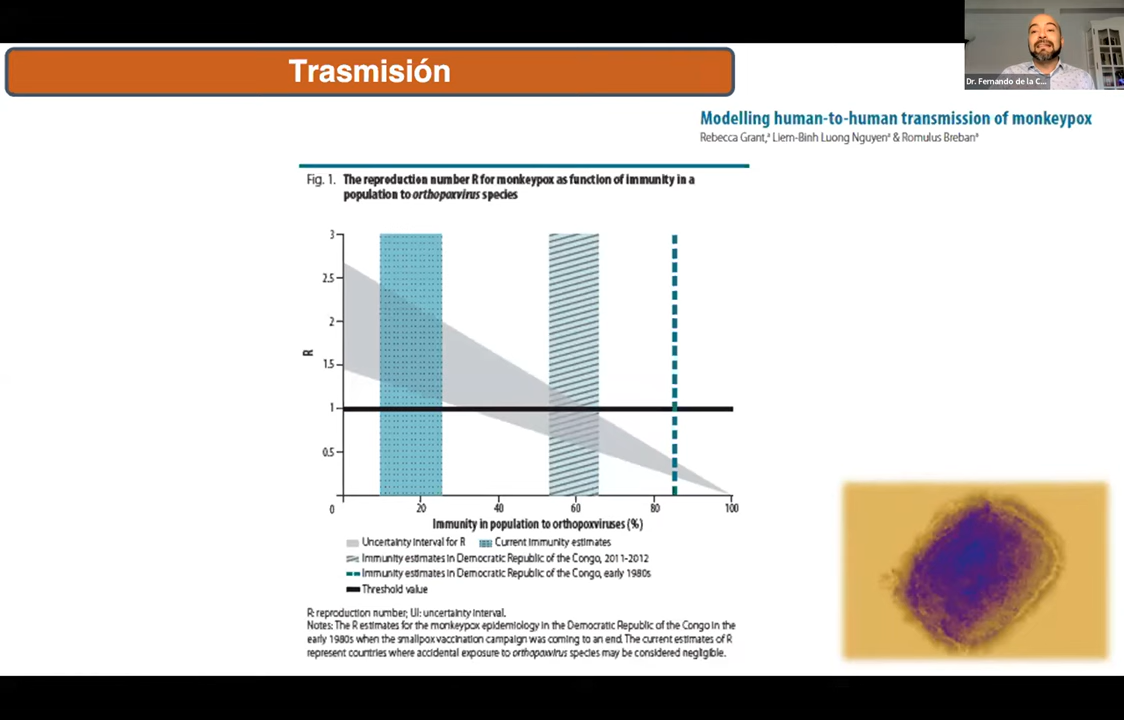 Trasmisión
Dr. Fernando de la C...
Modelling human-to-human transmission of monkeypox
Rebecca Grant,ª Liem-Binh Luong Nguyenª & Romulus Brebanª
Fig. 1. The reproduction number R for monkeypox as function of immunity in a
population to orthopoxvirus species
3
2.5
2
1.5
1
0.5
0
R
20
40
60
80
100
Immunity in population to orthopoxviruses (%)
Uncertainty interval for R
Current immunity estimates
Immunity estimates in Democratic Republic of the Congo, 2011-2012
Immunity estimates in Democratic Republic of the Congo, early 1980s
Threshold value
R: reproduction number; UI: uncertainty interval.
Notes: The R estimates for the monkeypox epidemiology in the Democratic Republic of the Congo in the
early 1980s when the smallpox vaccination campaign was coming to an end. The current estimates of R
represent countries where accidental exposure to orthopoxvirus species may be considered negligible.